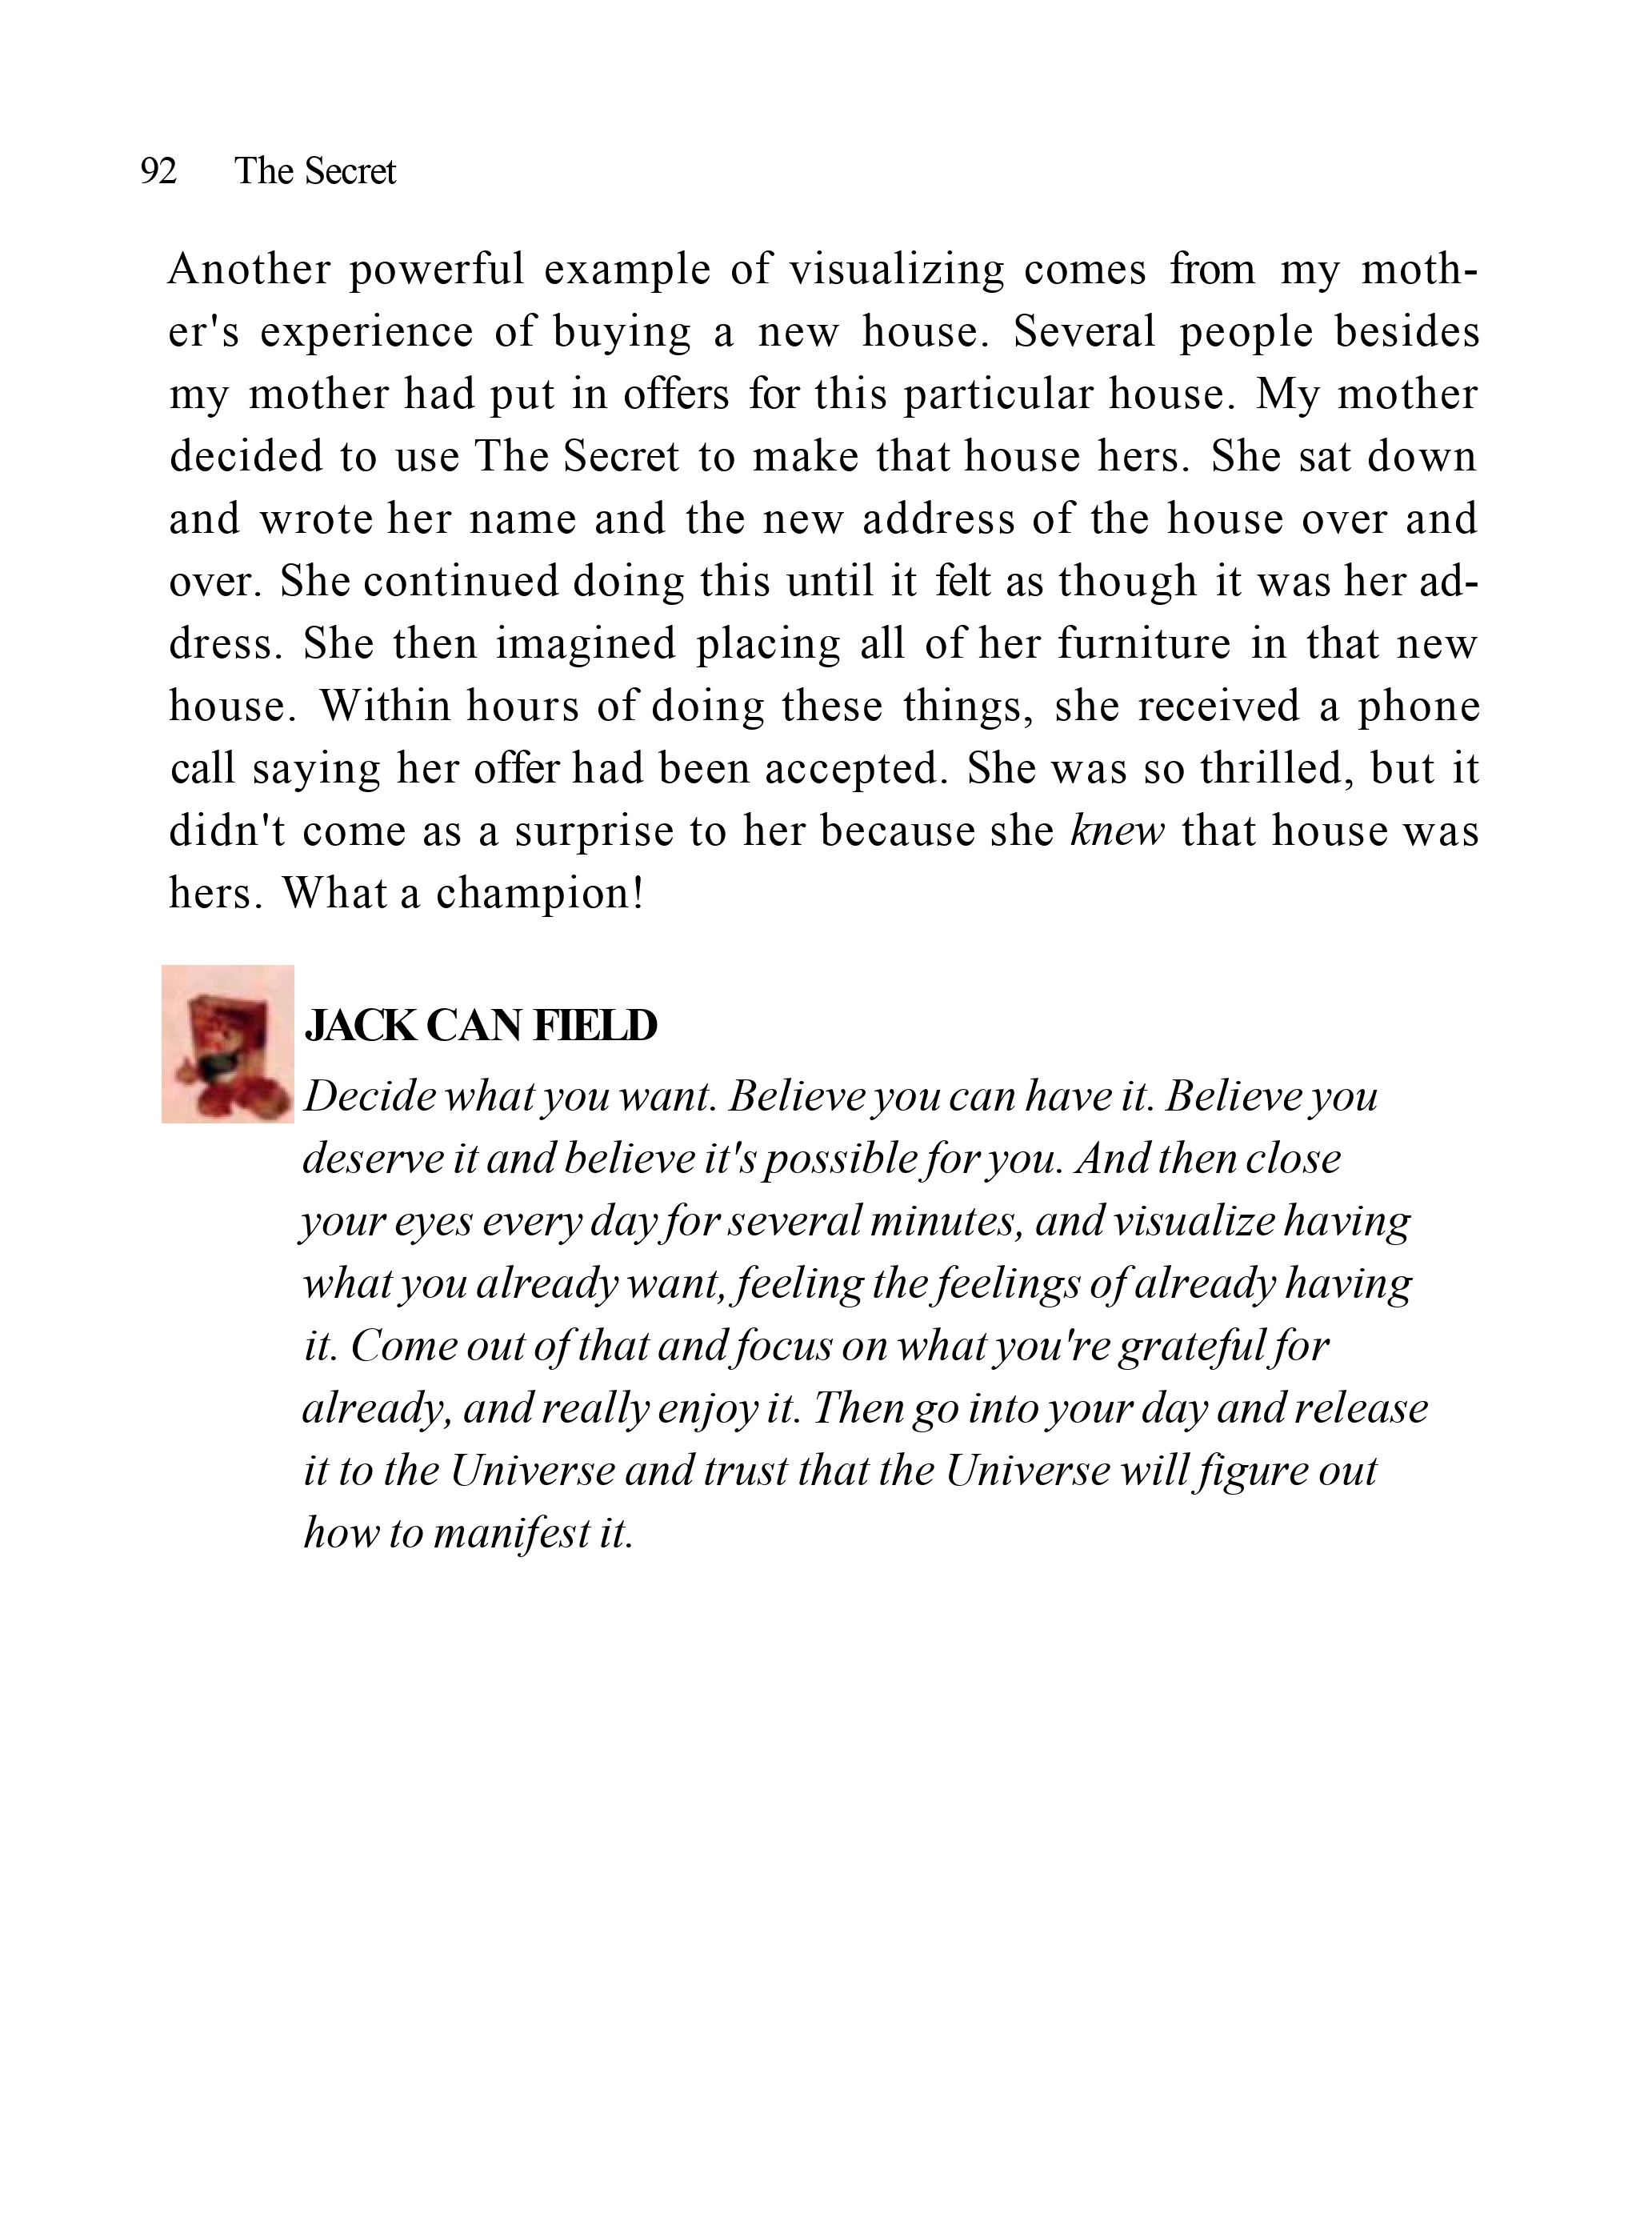 92 The Secret
Another powerful example of visualizing comes from my moth-
er's experience of buying a new house. Several people besides
my mother had put in offers for this particular house. My mother
decided to use The Secret to make that house hers. She sat down
and wrote her name and the new address of the house over and
over. She continued doing this until it felt as though it was her ad-
dress. She then imagined placing all of her furniture in that new
house. Within hours of doing these things, she received a phone
call saying her offer had been accepted. She was so thrilled, but it
didn't come as a surprise to her because she knew that house was
hers. What a champion!
JACK CAN FIELD
Decide what you want. Believe you can have it. Believe you
deserve it and believe it's possible for you. And then close
your eyes every day for several minutes, and visualize having
what you already want, feeling the feelings of already having
it. Come out of that and focus on what you're grateful for
already, and really enjoy it. Then go into your day and release
it to the Universe and trust that the Universe will figure out
how to manifest it.